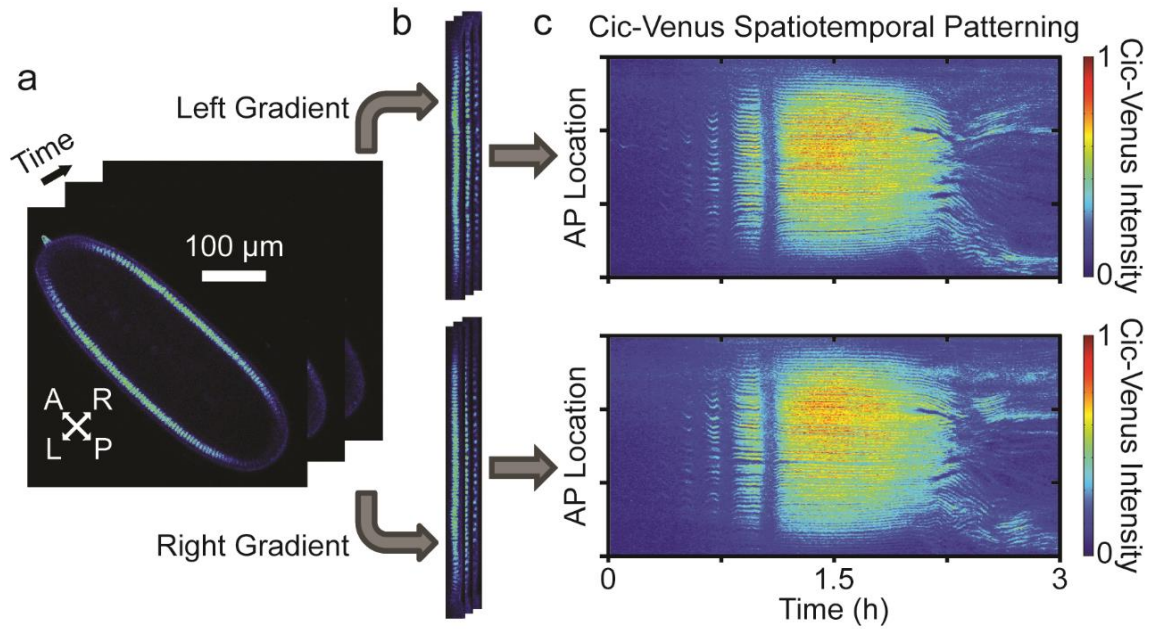 a
Time
100 µm
A R
L P
Left Gradient
Right Gradient
b
c
Cic-Venus Spatiotemporal Patterning
AP Location
1
0
Cic-Venus Intensity
AP Location
1
0
Cic-Venus Intensity
0 1.5 3
Time (h)